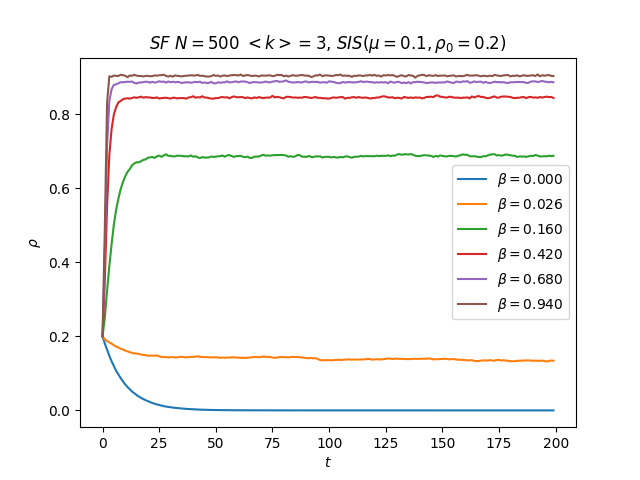 SF N = 500 < k >= 3, SIS(μ = 0.1, ρ₀ = 0.2)
ρ
0.8
0.6
0.4
0.2
0.0
β = 0.000
β = 0.026
β = 0.160
β = 0.420
β = 0.680
β = 0.940
0 25 50 75 100 125 150 175 200
t